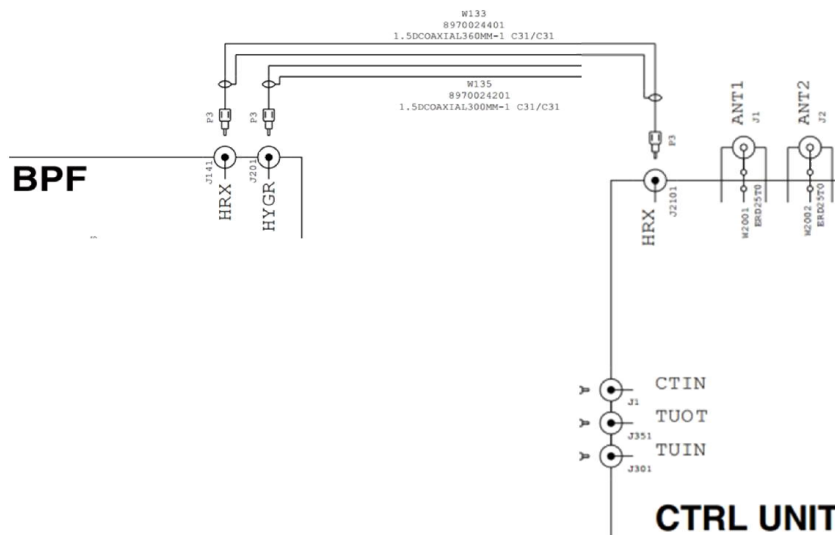 W133
8970024401
1.5DCOAXIAL360MM-1 C31/C31
W135
8970024201
1.5DCOAXIAL300MM-1 C31/C31
P3
P3
P3
ANT1
J1
ANT2
J2
BPF
J141
HRX
J201
HYGR
HRX
J2101
W2001
ERD25T0
W2002
ERD25T0
CTIN
J1
TUOT
J351
TUIN
J301
CTRL UNIT